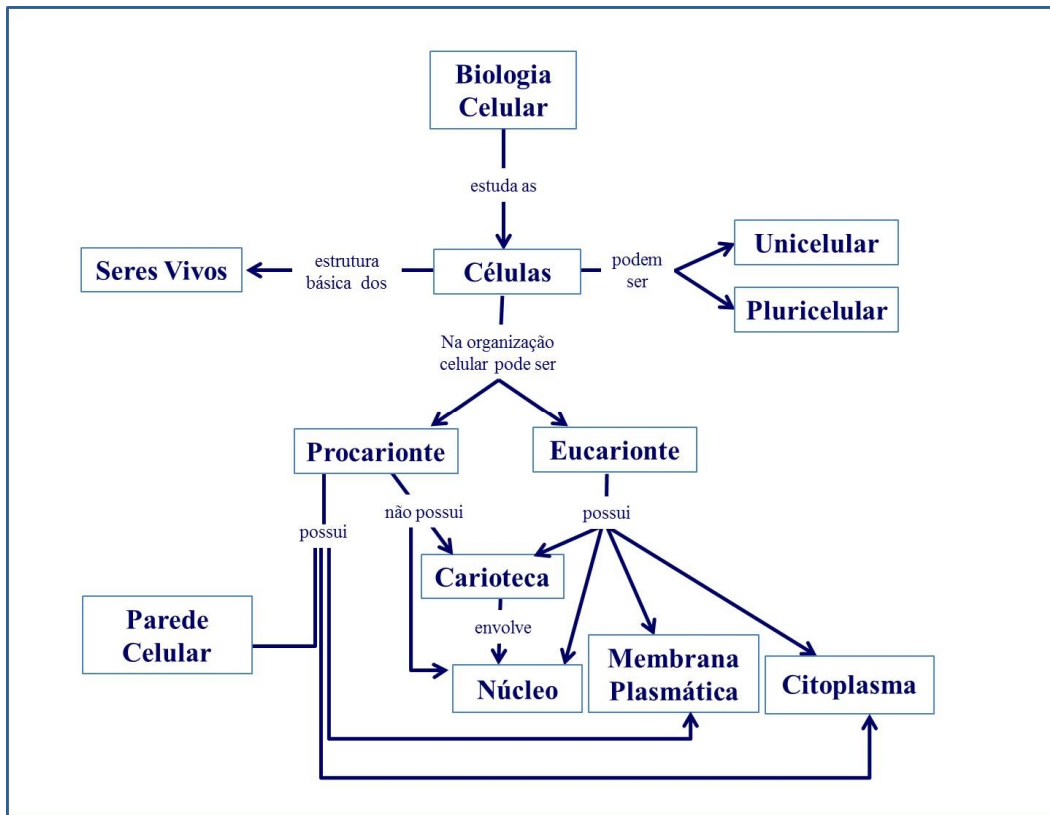 Biologia
Celular
estuda as
Seres Vivos
estrutura
básica dos
Células
podem
ser
Unicelular
Pluricelular
Na organização
celular pode ser
Procarionte
Eucarionte
possui
não possui
possui
Carioteca
envolve
Parede
Celular
Núcleo
Membrana
Plasmática
Citoplasma